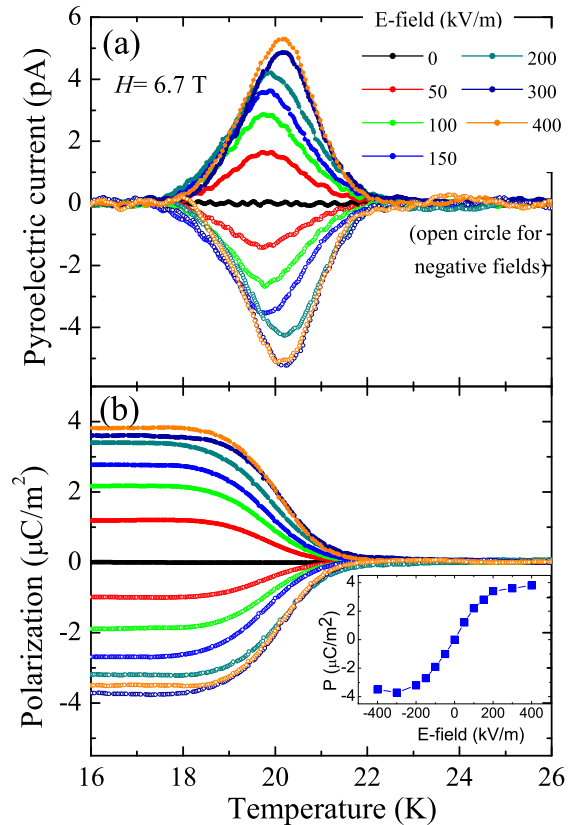 E-field (kV/m)
(a)
H= 6.7 T
0
200
50
300
100
400
150
6
4
2
0
-2
-4
Pyroelectric current (pA)
(open circle for
negative fields)
(b)
4
2
0
-2
-4
Polarization (μC/m²)
4
2
0
-2
-4
P (μC/m²)
-400 -200 0 200 400
E-field (kV/m)
16 18 20 22 24 26
Temperature (K)